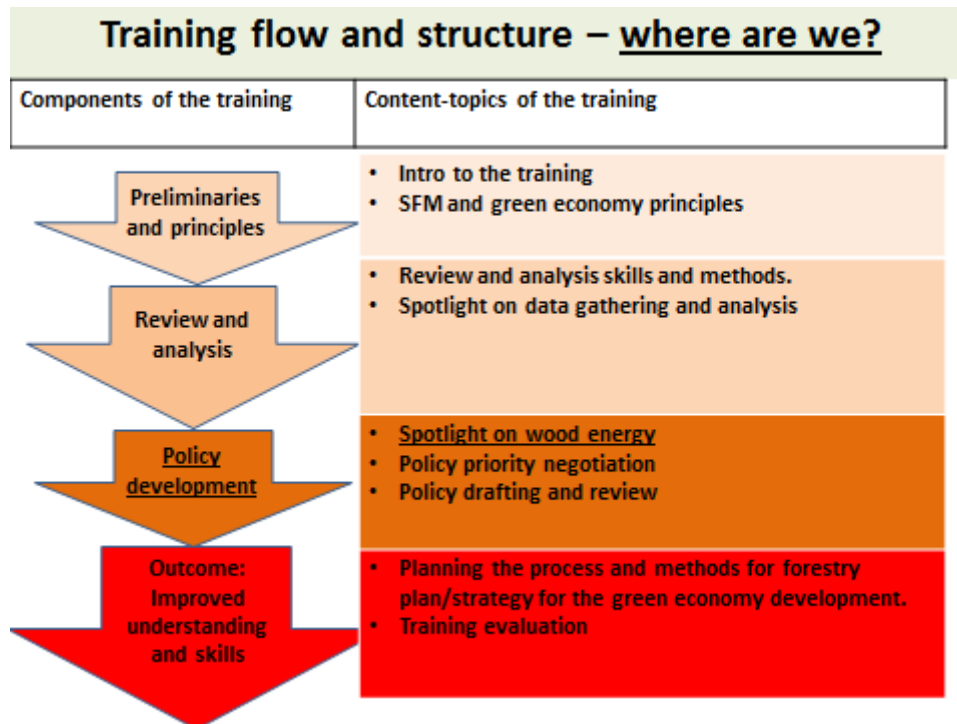 Training flow and structure – where are we?
Components of the training
Content-topics of the training
Preliminaries
and principles
• Intro to the training
• SFM and green economy principles
Review and
analysis
• Review and analysis skills and methods.
• Spotlight on data gathering and analysis
Policy
development
• Spotlight on wood energy
• Policy priority negotiation
• Policy drafting and review
Outcome:
Improved
understanding
and skills
• Planning the process and methods for forestry
plan/strategy for the green economy development.
• Training evaluation